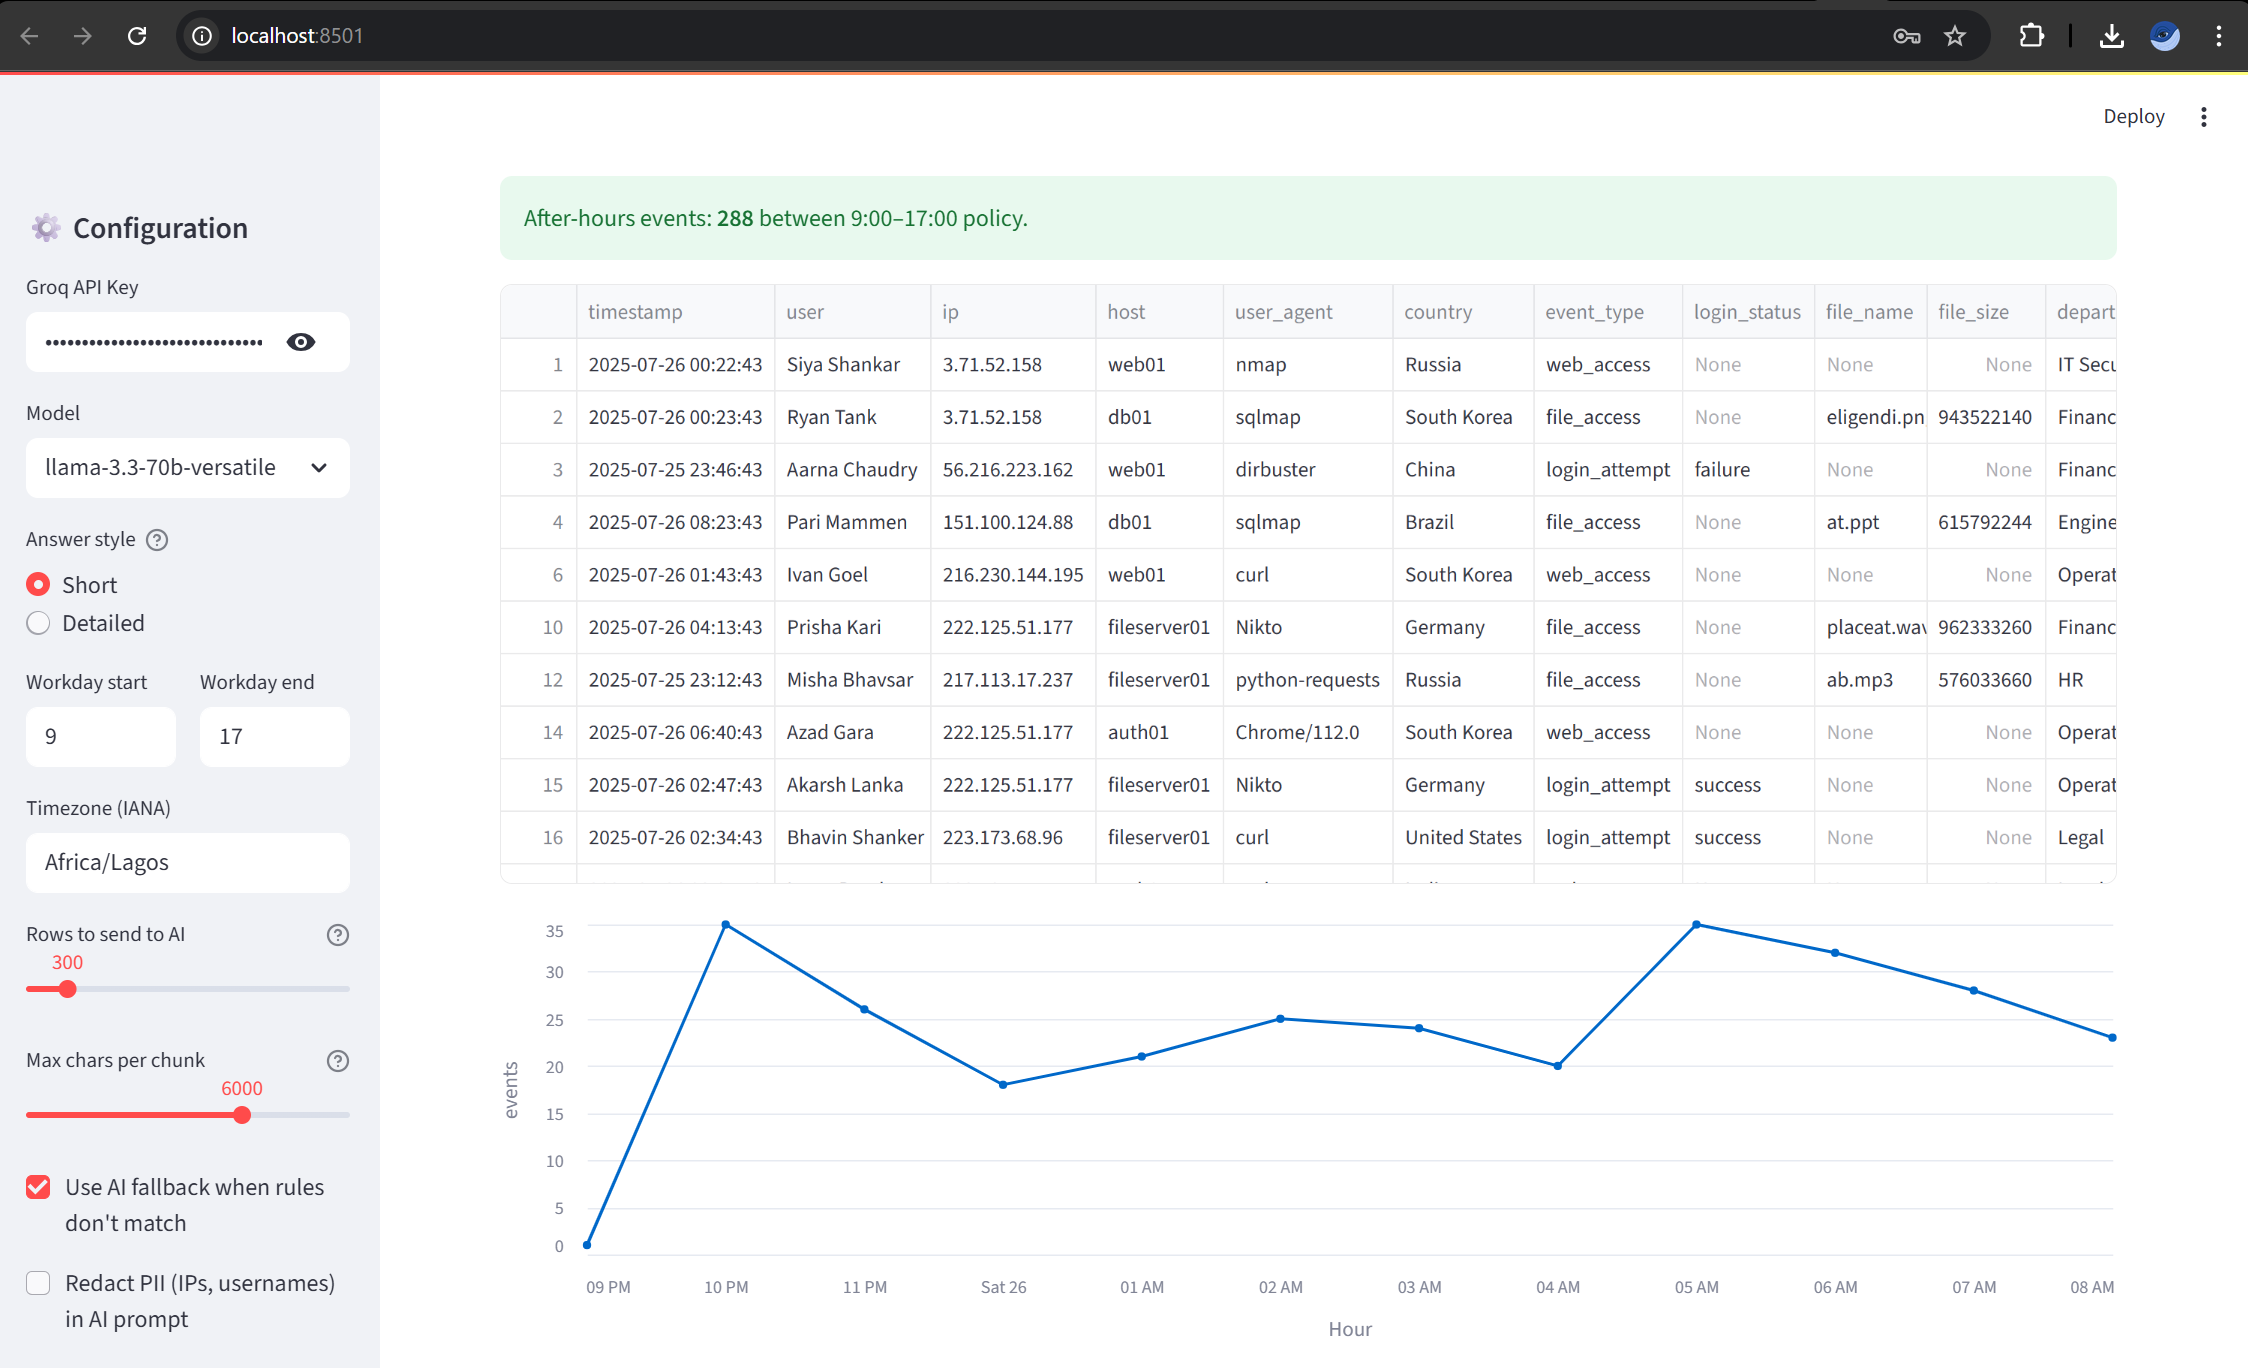 localhost:8501
Deploy
Configuration
Groq API Key
••••••••••••••••••••••••••••••
Model
llama-3.3-70b-versatile
Answer style
Short
Detailed
Workday start Workday end
9 17
Timezone (IANA)
Africa/Lagos
Rows to send to AI
300
Max chars per chunk
6000
Use AI fallback when rules
don't match
Redact PII (IPs, usernames)
in AI prompt
After-hours events: 288 between 9:00–17:00 policy.
timestamp user ip host user_agent country event_type login_status file_name file_size depart
1 2025-07-26 00:22:43 Siya Shankar 3.71.52.158 web01 nmap Russia web_access None None None IT Secu
2 2025-07-26 00:23:43 Ryan Tank 3.71.52.158 db01 sqlmap South Korea file_access None eligendi.pn 943522140 Financ
3 2025-07-25 23:46:43 Aarna Chaudry 56.216.223.162 web01 dirbuster China login_attempt failure None None Financ
4 2025-07-26 08:23:43 Pari Mammen 151.100.124.88 db01 sqlmap Brazil file_access None at.ppt 615792244 Engine
6 2025-07-26 01:43:43 Ivan Goel 216.230.144.195 web01 curl South Korea web_access None None None Operat
10 2025-07-26 04:13:43 Prisha Kari 222.125.51.177 fileserver01 Nikto Germany file_access None placeat.wav 962333260 Financ
12 2025-07-25 23:12:43 Misha Bhavsar 217.113.17.237 fileserver01 python-requests Russia file_access None ab.mp3 576033660 HR
14 2025-07-26 06:40:43 Azad Gara 222.125.51.177 auth01 Chrome/112.0 South Korea web_access None None None Operat
15 2025-07-26 02:47:43 Akarsh Lanka 222.125.51.177 fileserver01 Nikto Germany login_attempt success None None Operat
16 2025-07-26 02:34:43 Bhavin Shanker 223.173.68.96 fileserver01 curl United States login_attempt success None None Legal
35
30
25
20
15
10
5
0
events
09 PM 10 PM 11 PM Sat 26 01 AM 02 AM 03 AM 04 AM 05 AM 06 AM 07 AM 08 AM
Hour